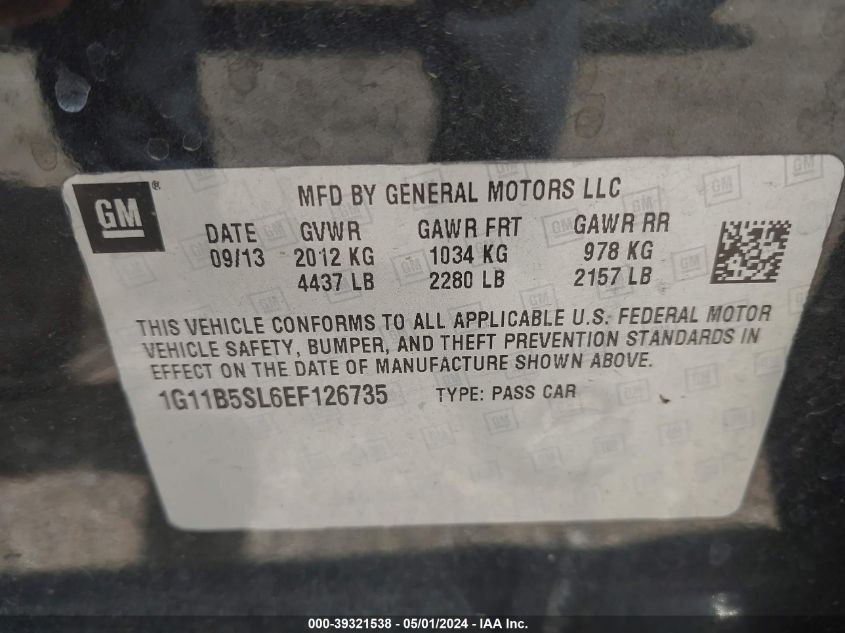 GM ® MFD BY GENERAL MOTORS LLC
DATE GVWR GAWR FRT GAWR RR
09/13 2012 KG 1034 KG 978 KG
4437 LB 2280 LB 2157 LB
THIS VEHICLE CONFORMS TO ALL APPLICABLE U.S. FEDERAL MOTOR
VEHICLE SAFETY, BUMPER, AND THEFT PREVENTION STANDARDS IN
EFFECT ON THE DATE OF MANUFACTURE SHOWN ABOVE.
1G11B5SL6EF126735 TYPE: PASS CAR
000-39321538 - 05/01/2024 - IAA Inc.